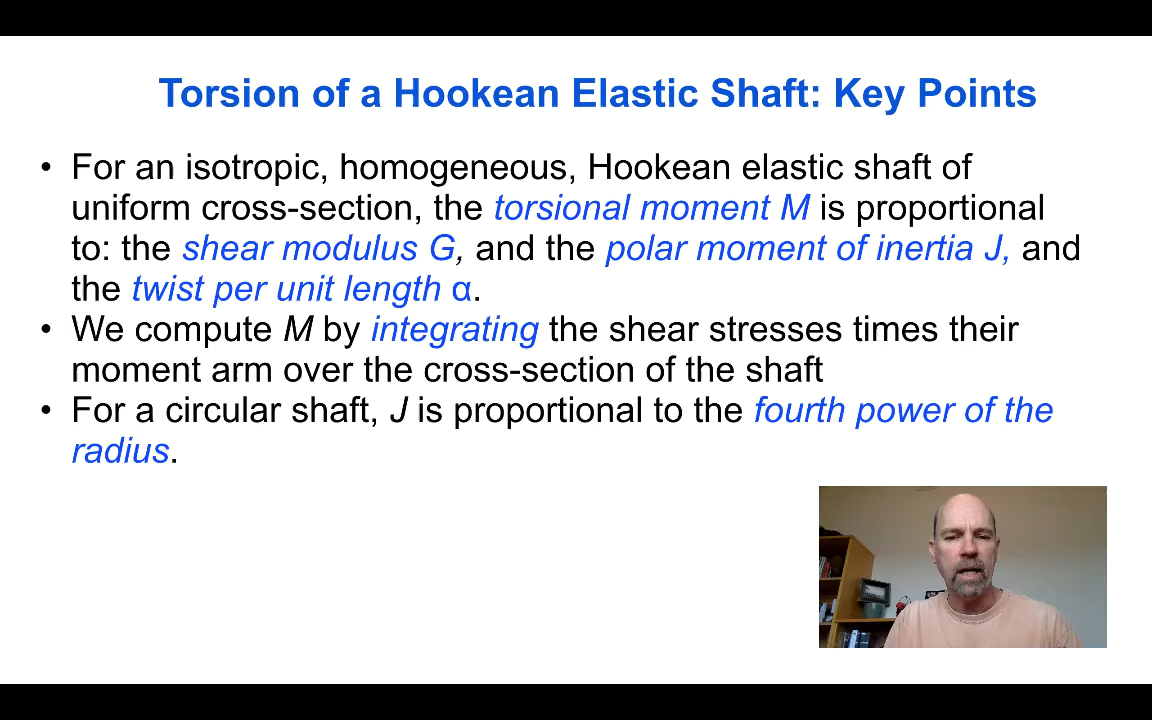 Torsion of a Hookean Elastic Shaft: Key Points
• For an isotropic, homogeneous, Hookean elastic shaft of
uniform cross-section, the torsional moment M is proportional
to: the shear modulus G, and the polar moment of inertia J, and
the twist per unit length α.
• We compute M by integrating the shear stresses times their
moment arm over the cross-section of the shaft
• For a circular shaft, J is proportional to the fourth power of the
radius.